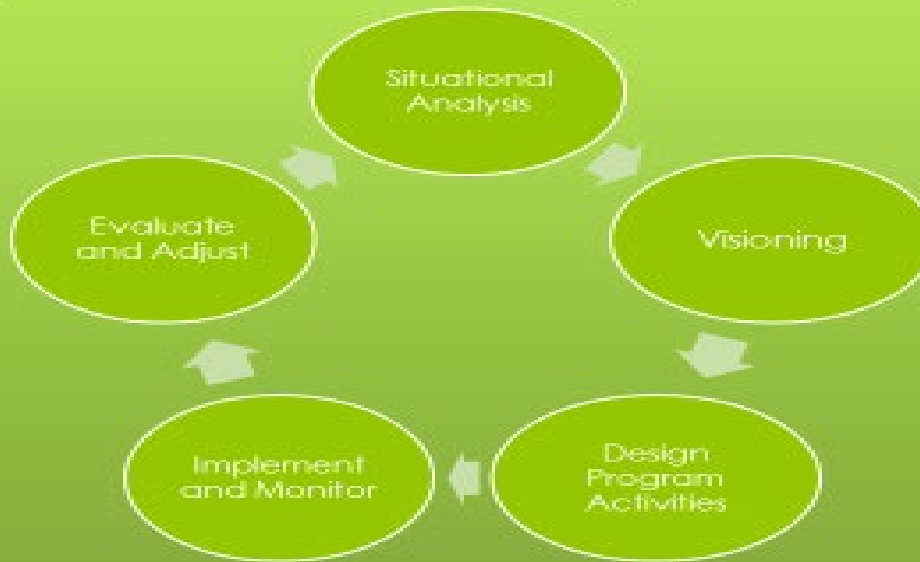 Situational
Analysis
Visioning
Design
Program
Activities
Implement
and Monitor
Evaluate
and Adjust